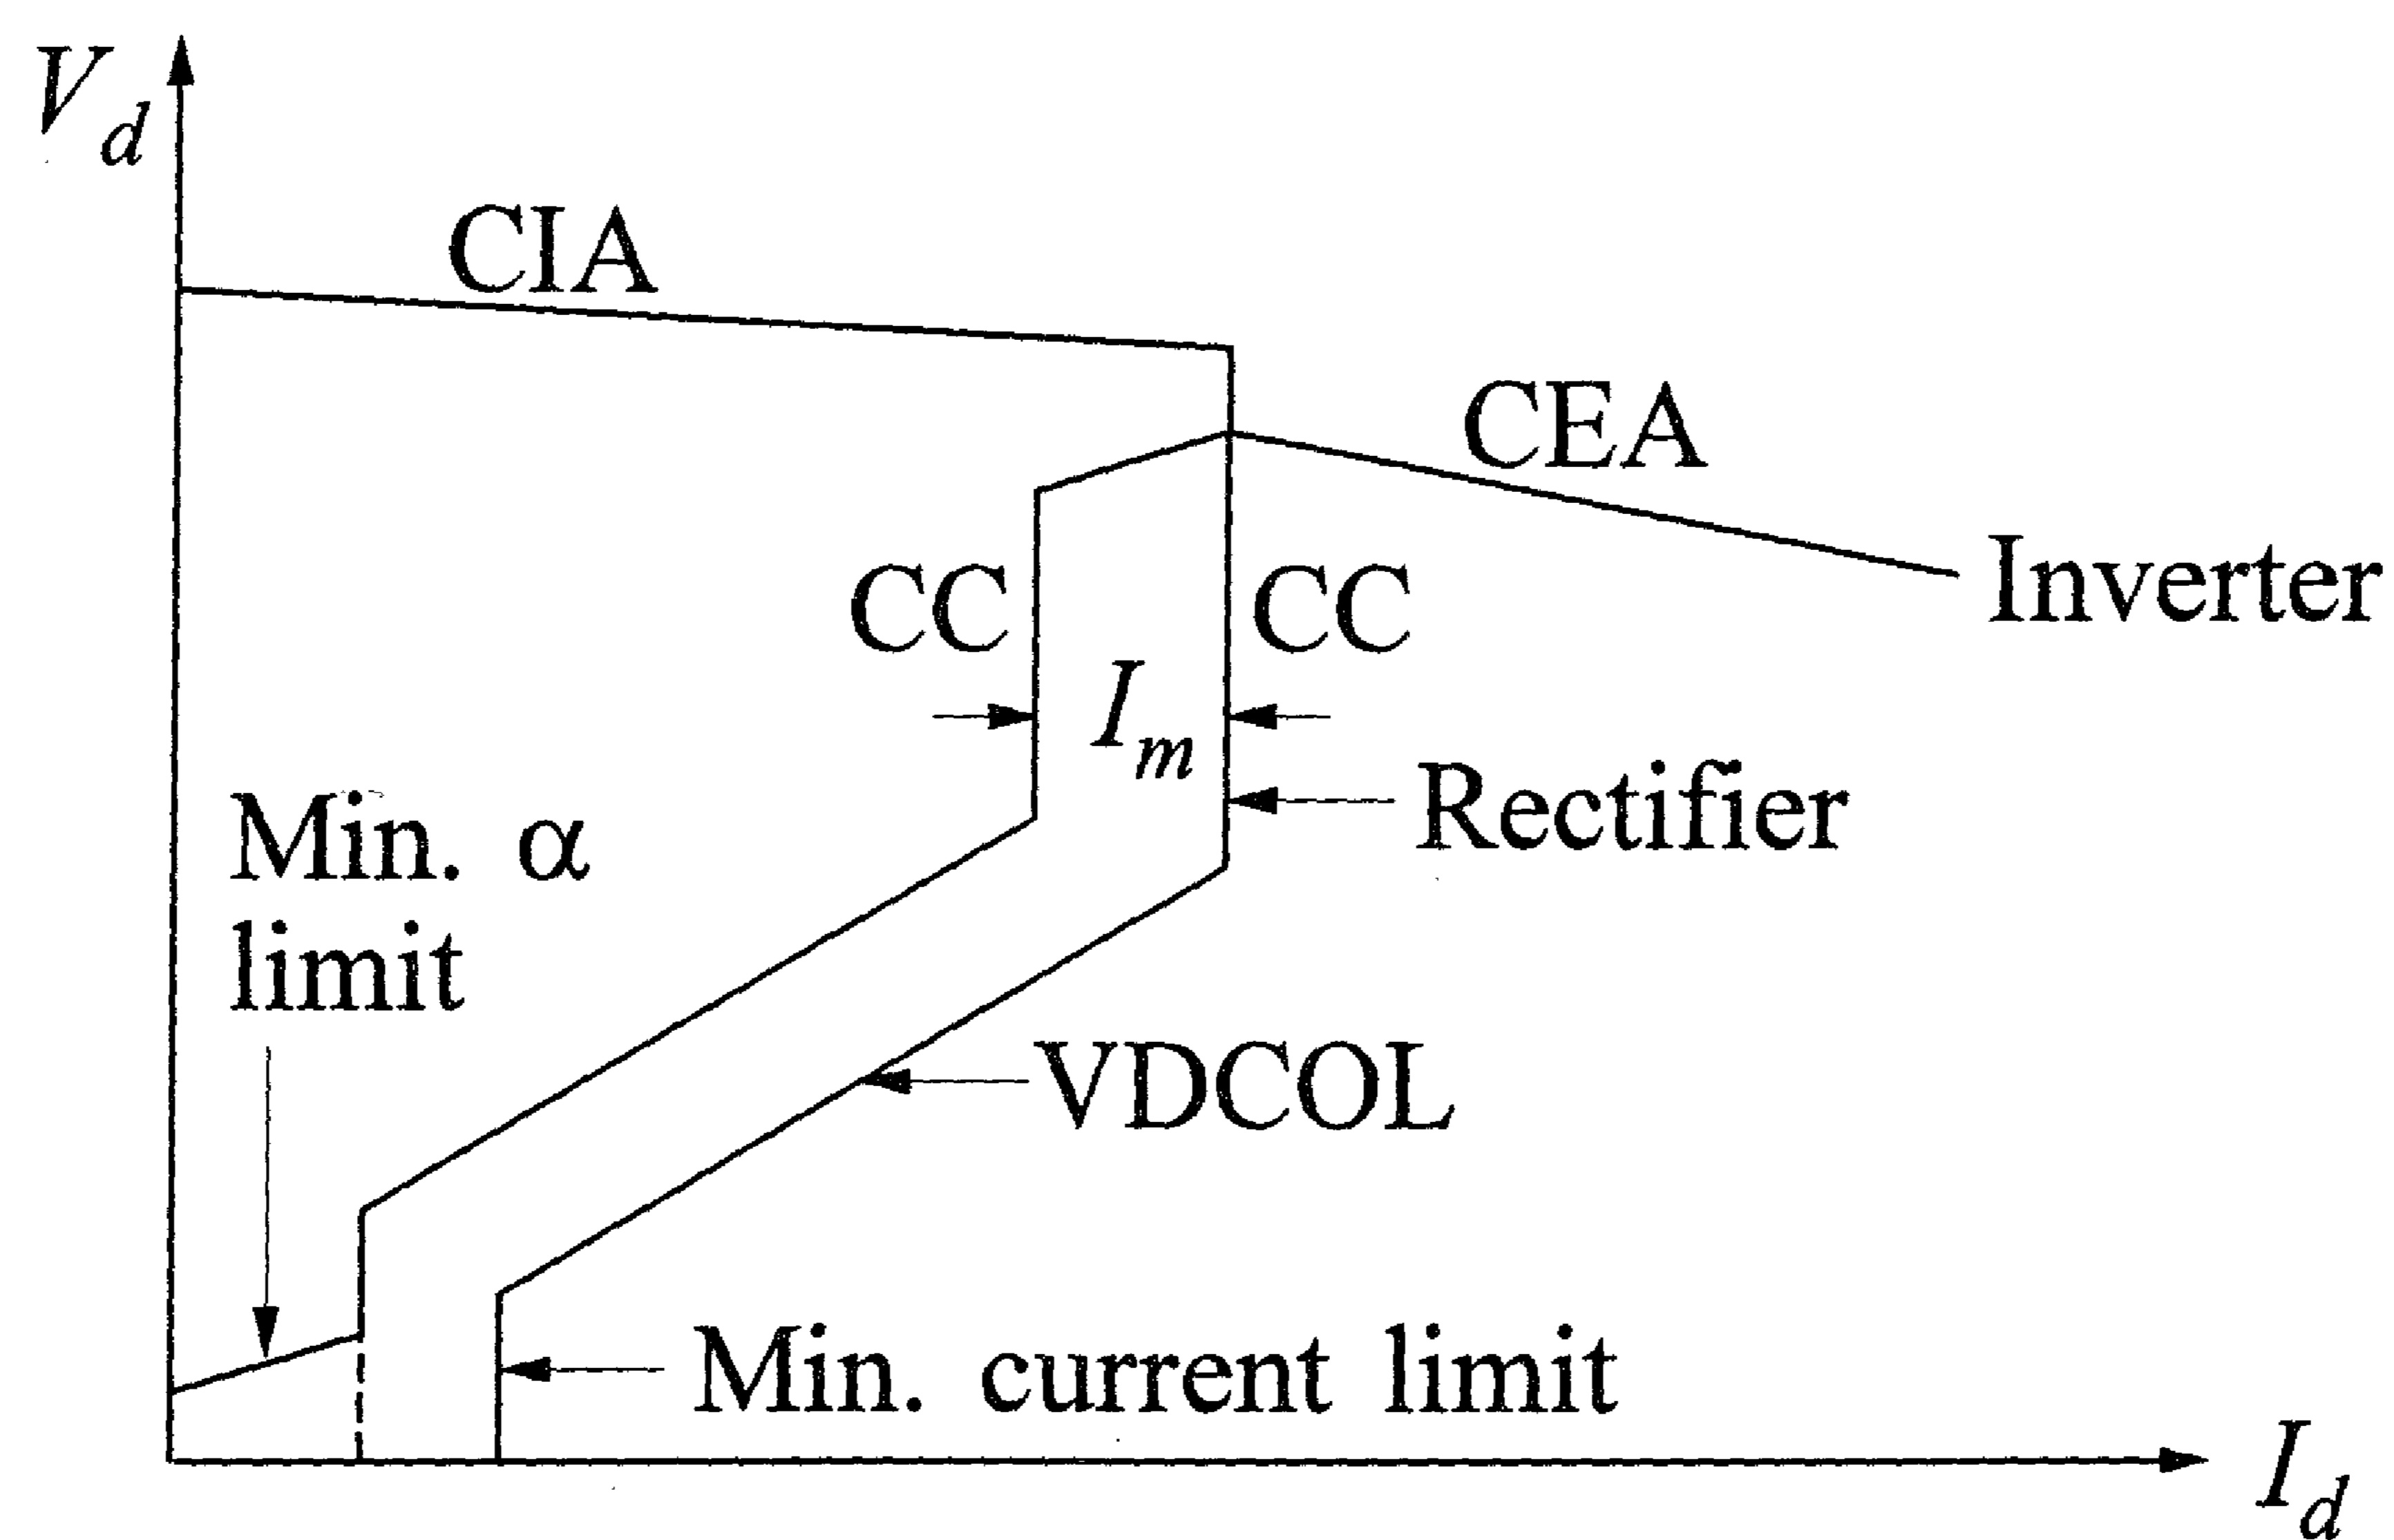 V_d
CIA
CEA
Inverter
CC
CC
I_m
Rectifier
Min. α
limit
VDCOL
Min. current limit
I_d